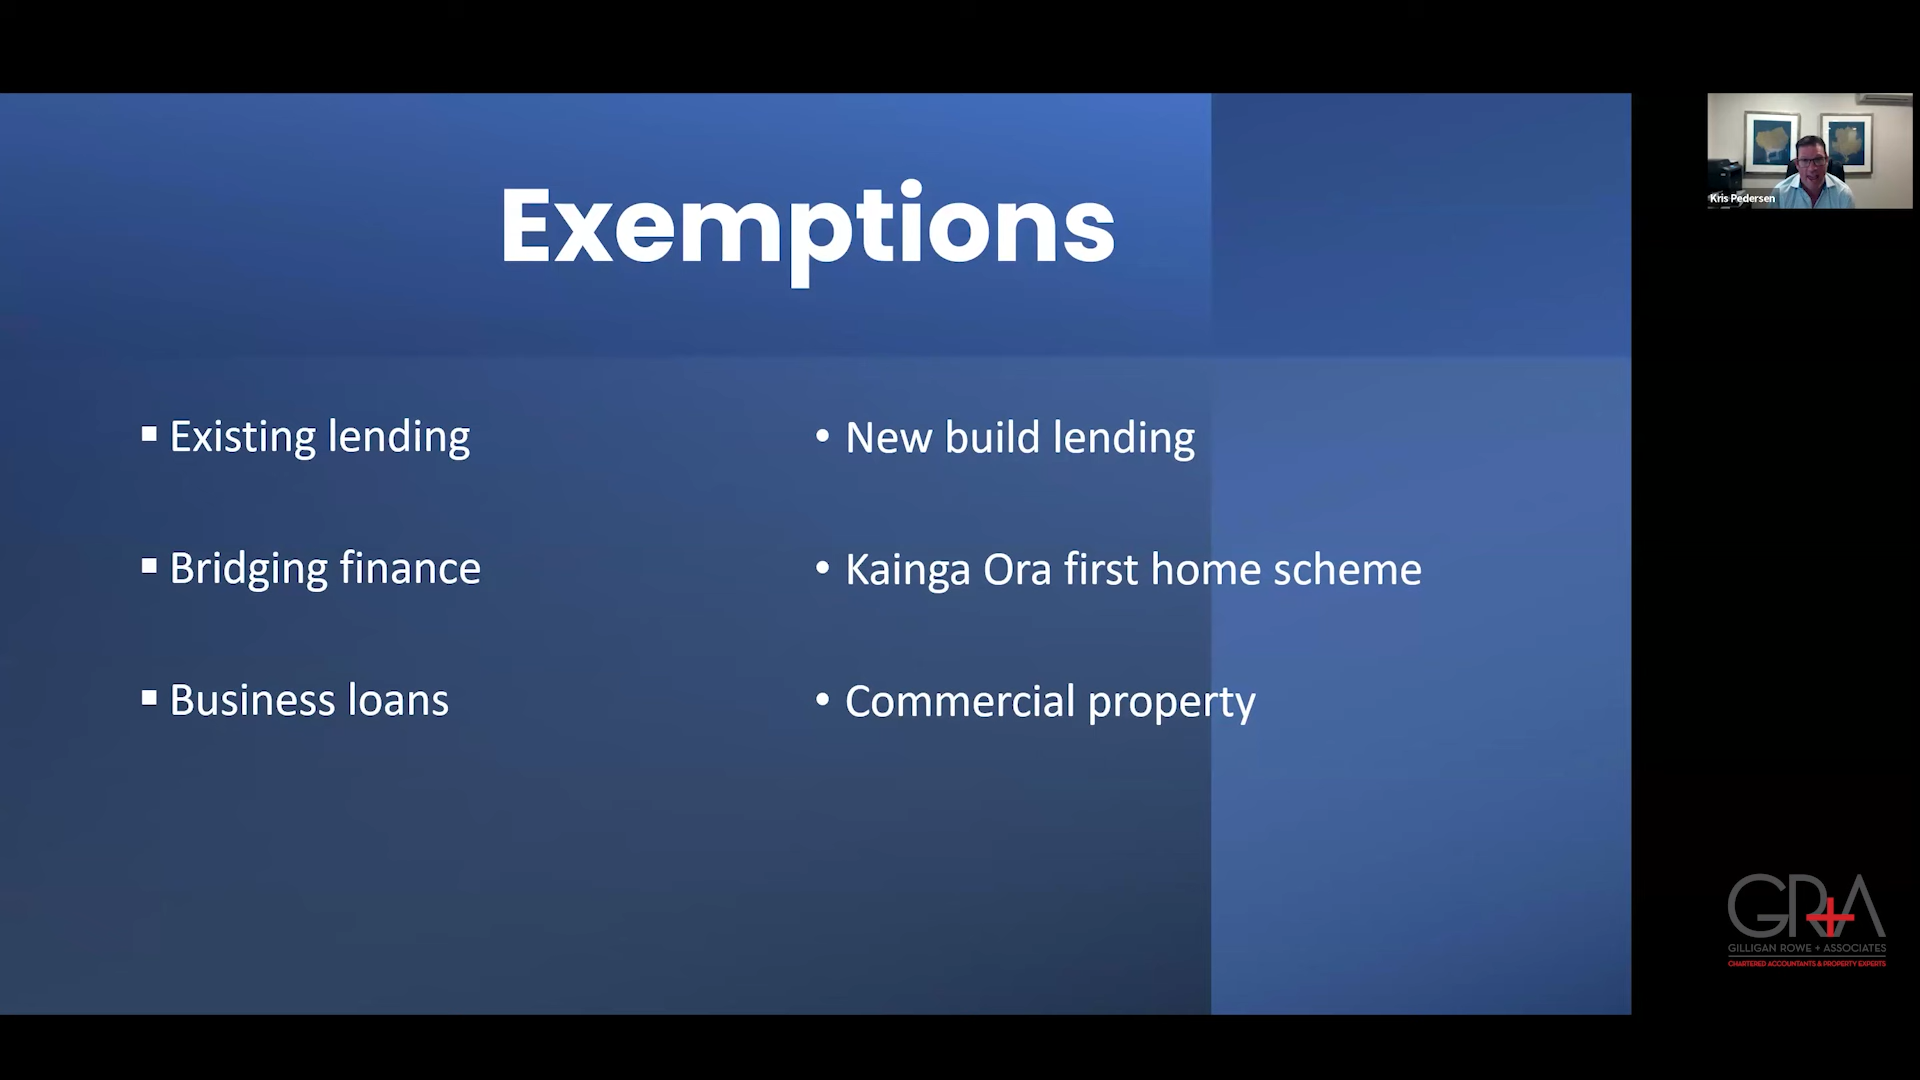 Exemptions
Existing lending
Bridging finance
Business loans
New build lending
Kainga Ora first home scheme
Commercial property
Kris Pedersen
GR+A
GILLIGAN ROWE + ASSOCIATES
CHARTERED ACCOUNTANTS & PROPERTY EXPERTS